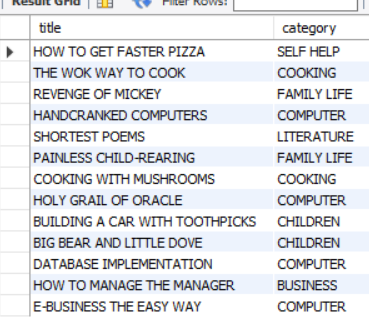 Result Grid Filter Rows:
title category
HOW TO GET FASTER PIZZA SELF HELP
THE WOK WAY TO COOK COOKING
REVENGE OF MICKEY FAMILY LIFE
HANDCRANKED COMPUTERS COMPUTER
SHORTEST POEMS LITERATURE
PAINLESS CHILD-REARING FAMILY LIFE
COOKING WITH MUSHROOMS COOKING
HOLY GRAIL OF ORACLE COMPUTER
BUILDING A CAR WITH TOOTHPICKS CHILDREN
BIG BEAR AND LITTLE DOVE CHILDREN
DATABASE IMPLEMENTATION COMPUTER
HOW TO MANAGE THE MANAGER BUSINESS
E-BUSINESS THE EASY WAY COMPUTER